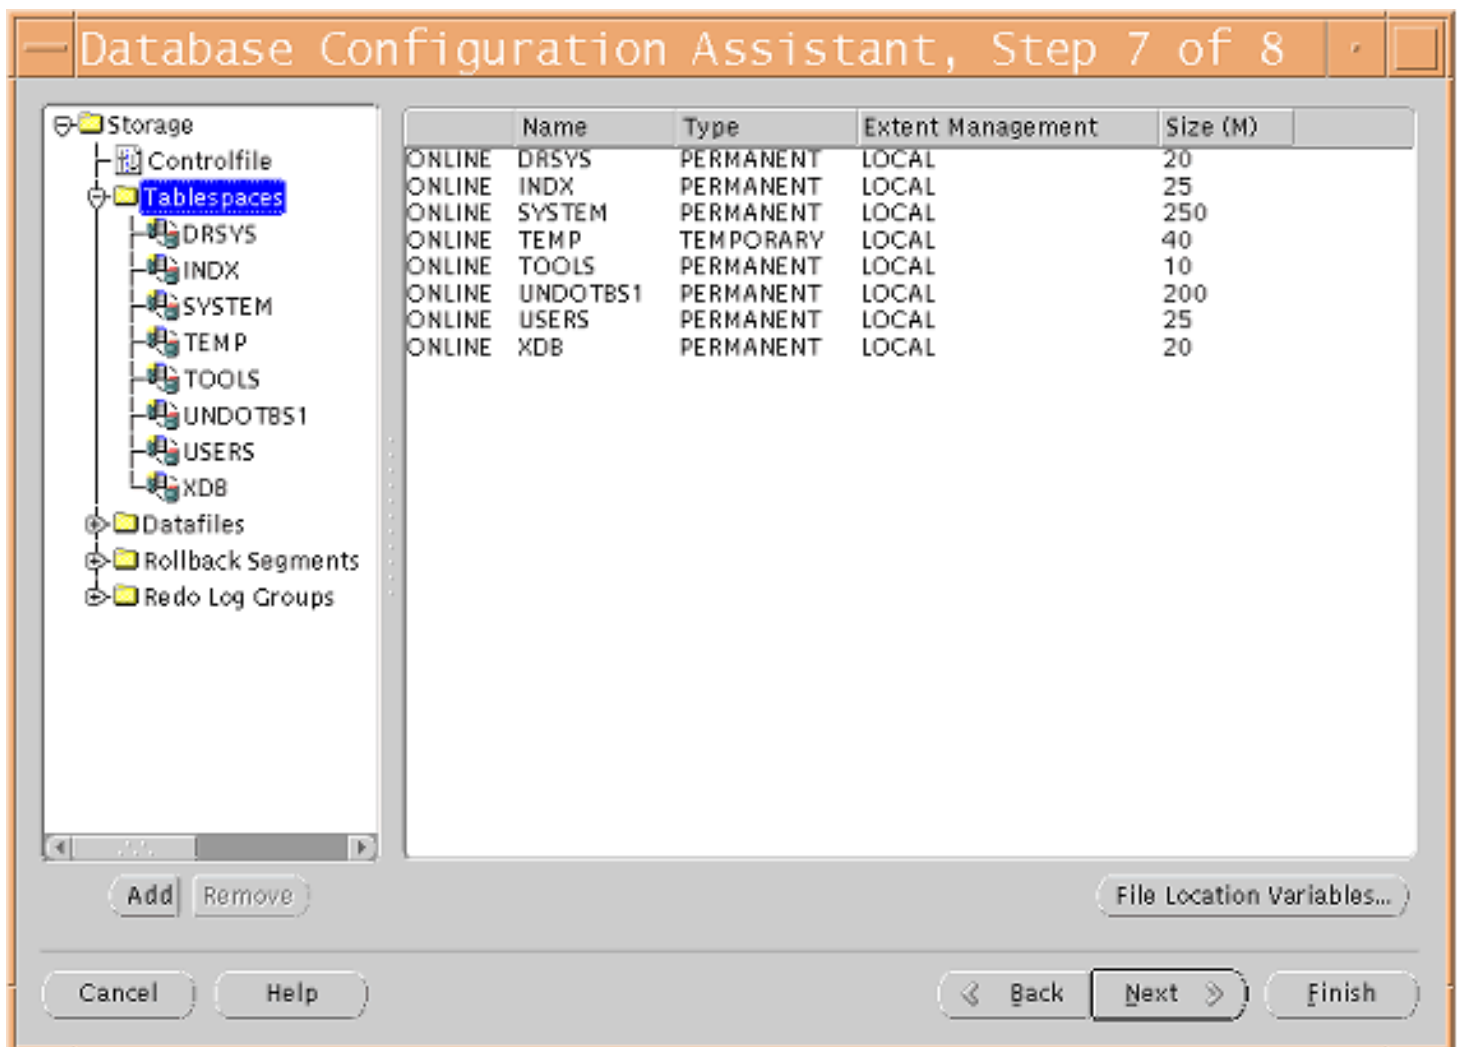 Database Configuration Assistant, Step 7 of 8
Storage
Controlfile
Tablespaces
DRSYS
INDX
SYSTEM
TEMP
TOOLS
UNDOTBS1
USERS
XDB
Datafiles
Rollback Segments
Redo Log Groups
Name Type Extent Management Size (M)
ONLINE DRSYS PERMANENT LOCAL 20
ONLINE INDX PERMANENT LOCAL 25
ONLINE SYSTEM PERMANENT LOCAL 250
ONLINE TEMP TEMPORARY LOCAL 40
ONLINE TOOLS PERMANENT LOCAL 10
ONLINE UNDOTBS1 PERMANENT LOCAL 200
ONLINE USERS PERMANENT LOCAL 25
ONLINE XDB PERMANENT LOCAL 20
Add Remove File Location Variables...
Cancel Help Back Next Finish